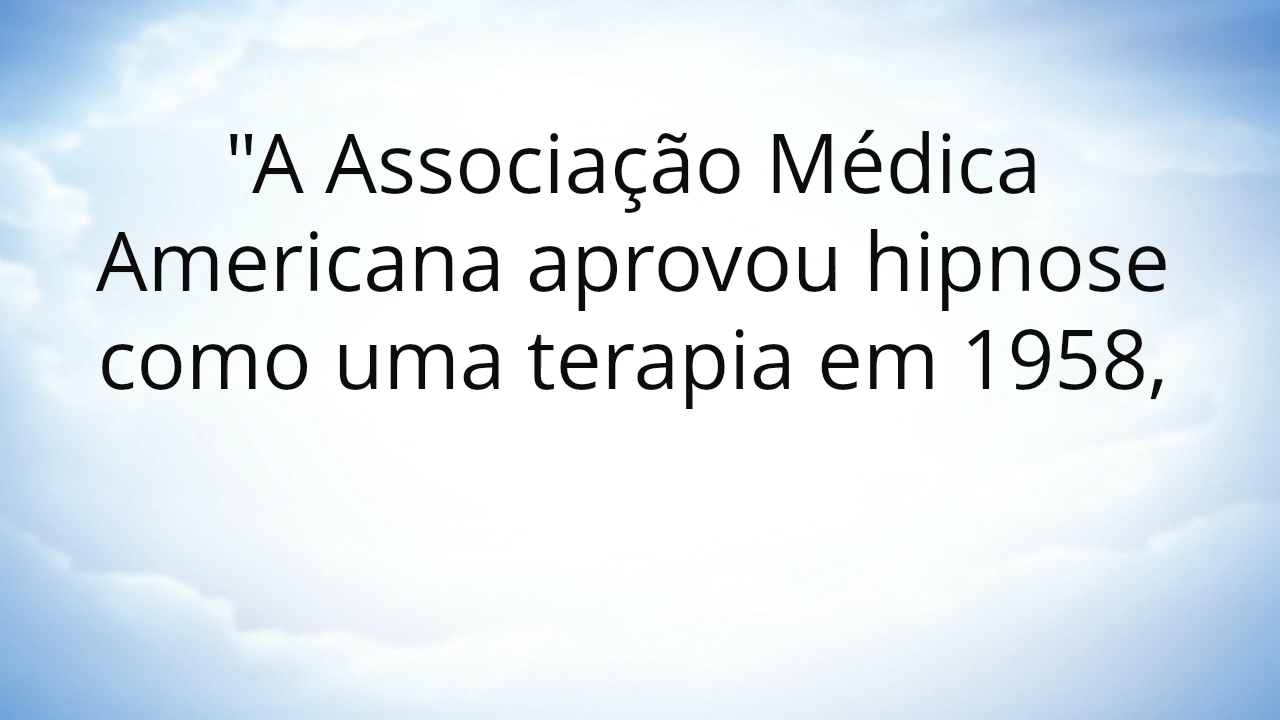 "A Associação Médica
Americana aprovou hipnose
como uma terapia em 1958,